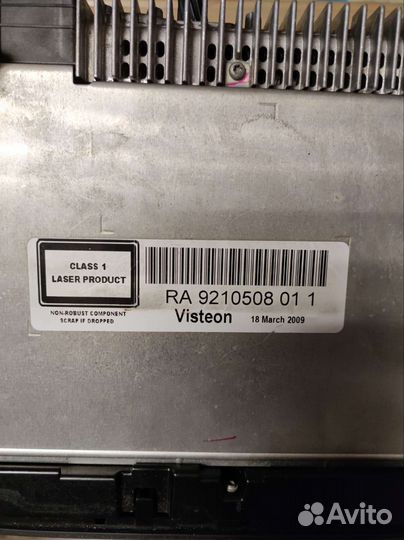 CLASS 1
LASER PRODUCT
NON-ROBUST COMPONENT
SCRAP IF DROPPED
RA 9210508 01 1
Visteon 18 March 2009
Avito